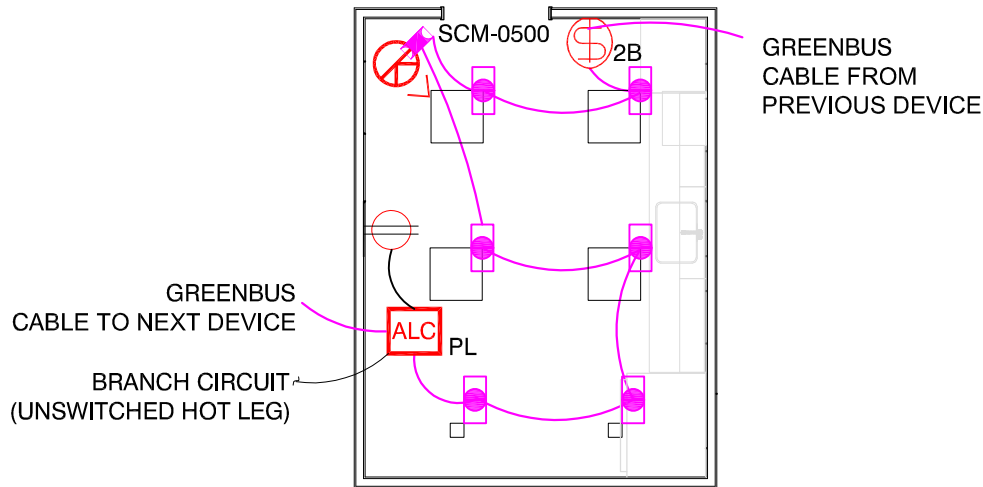 SCM-0500
2B
GREENBUS
CABLE FROM
PREVIOUS DEVICE
GREENBUS
CABLE TO NEXT DEVICE
ALC
PL
BRANCH CIRCUIT
(UNSWITCHED HOT LEG)